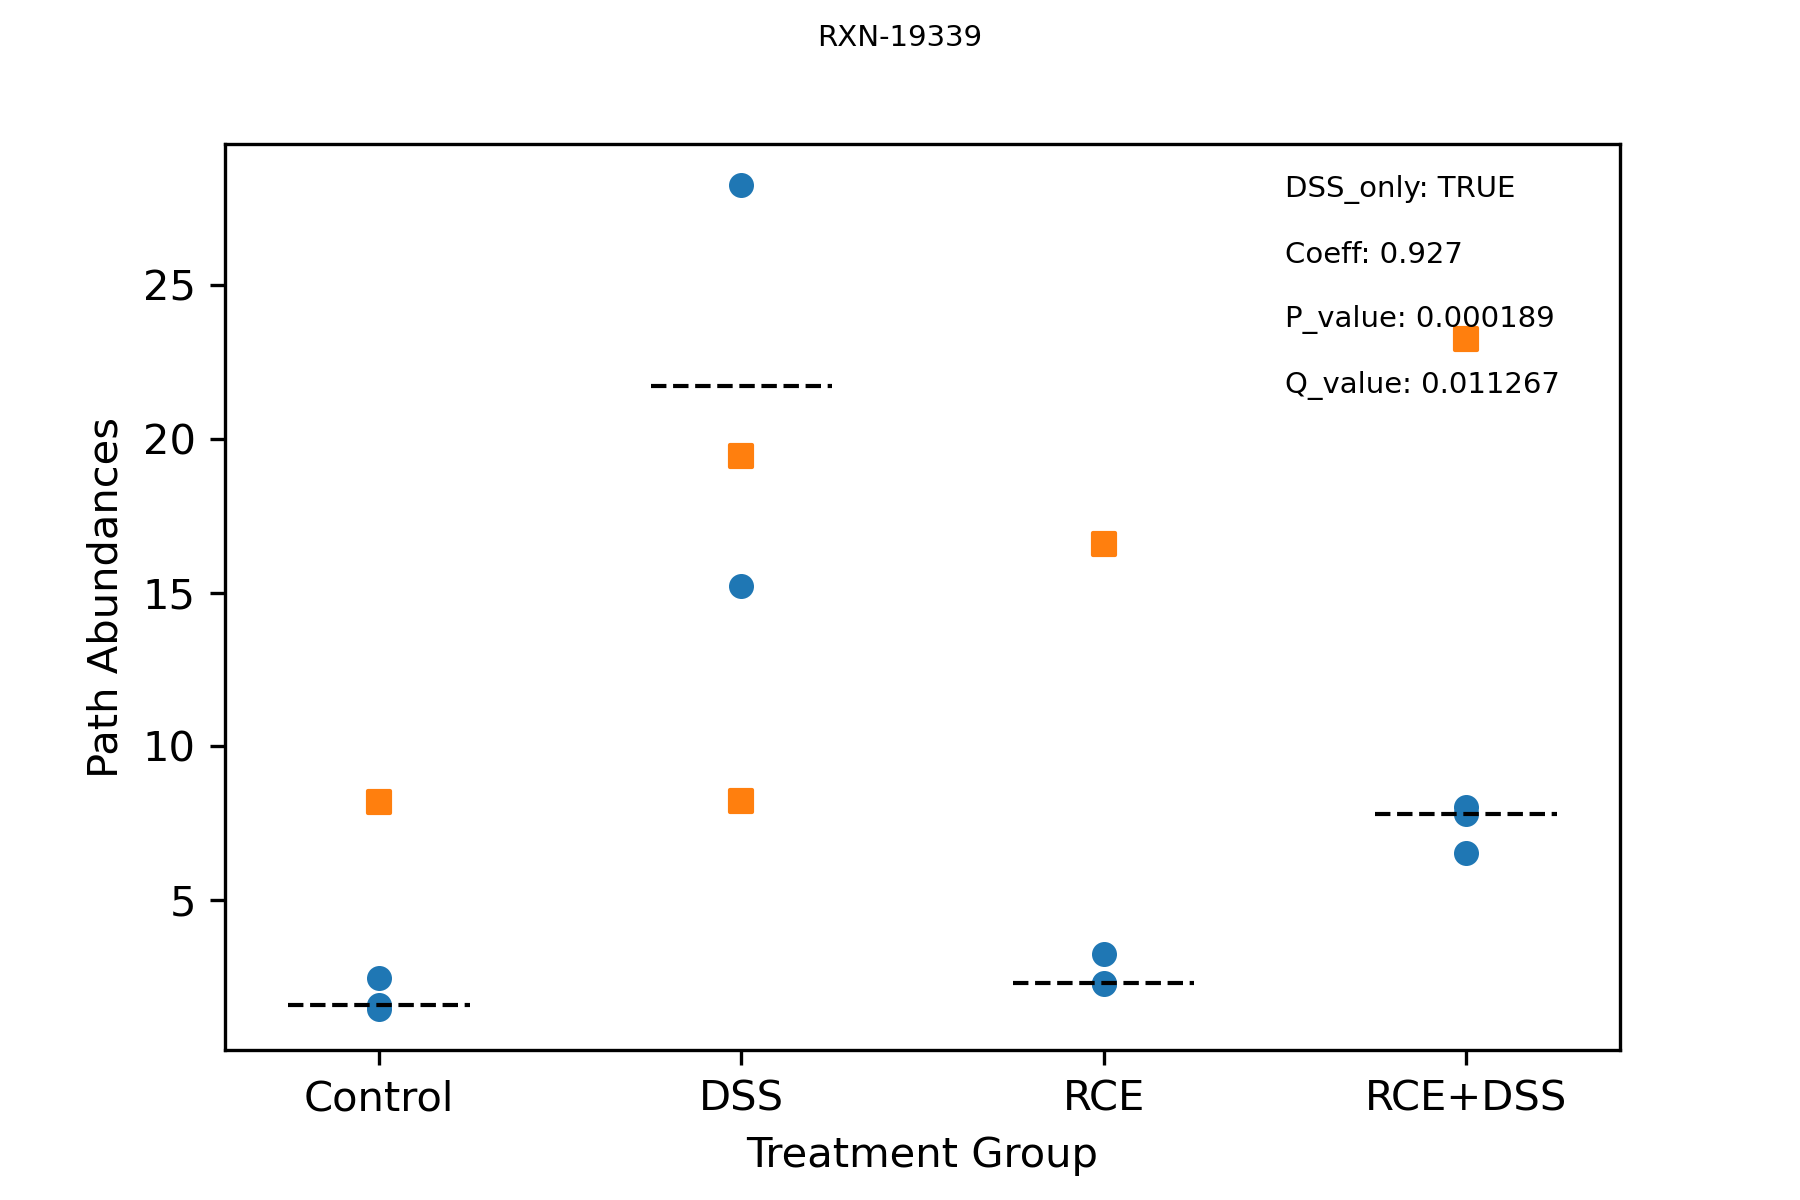 RXN-19339
DSS_only: TRUE
Coeff: 0.927
P_value: 0.000189
Q_value: 0.011267
25
20
15
10
5
Path Abundances
Control
DSS
RCE
RCE+DSS
Treatment Group